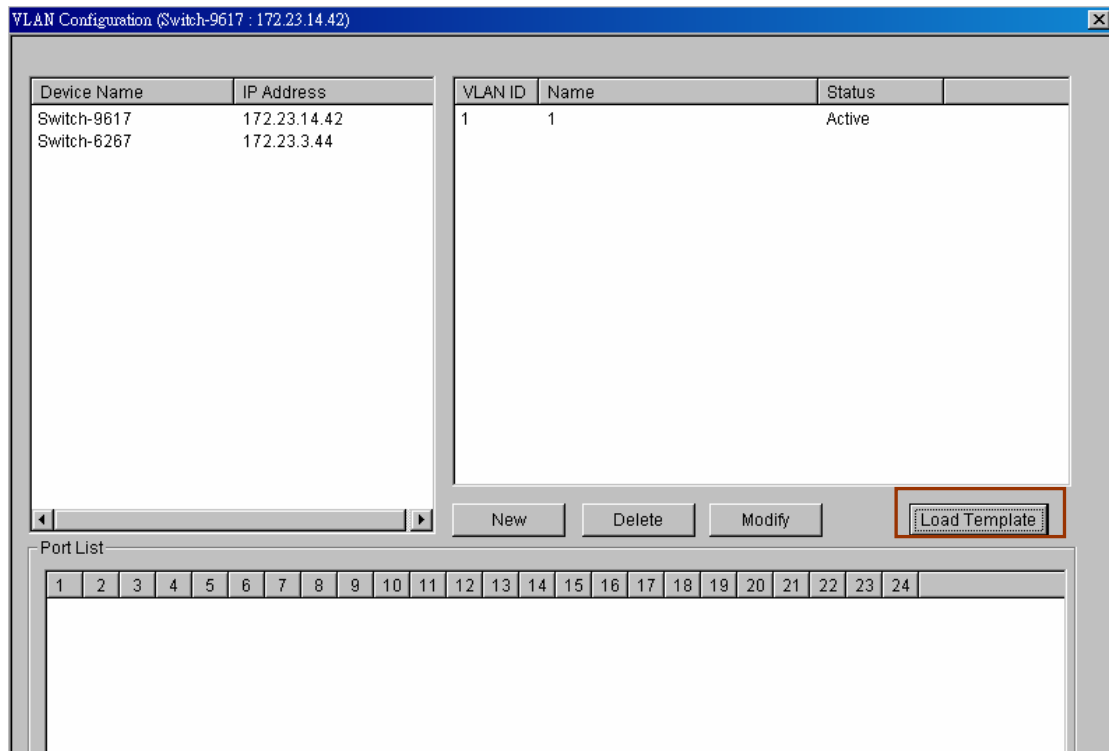 VLAN Configuration (Switch-9617 : 172.23.14.42)
Device Name IP Address
Switch-9617 172.23.14.42
Switch-6267 172.23.3.44
VLAN ID Name Status
1 1 Active
New Delete Modify Load Template
Port List
1 2 3 4 5 6 7 8 9 10 11 12 13 14 15 16 17 18 19 20 21 22 23 24